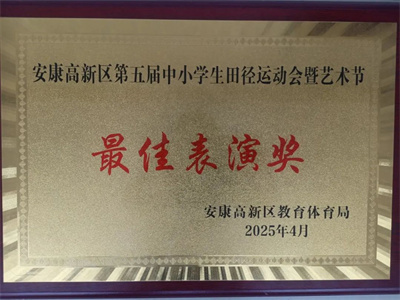 安康高新区第五届中小学生田径运动会暨艺术节
最佳表演奖
安康高新区教育体育局
2025年4月